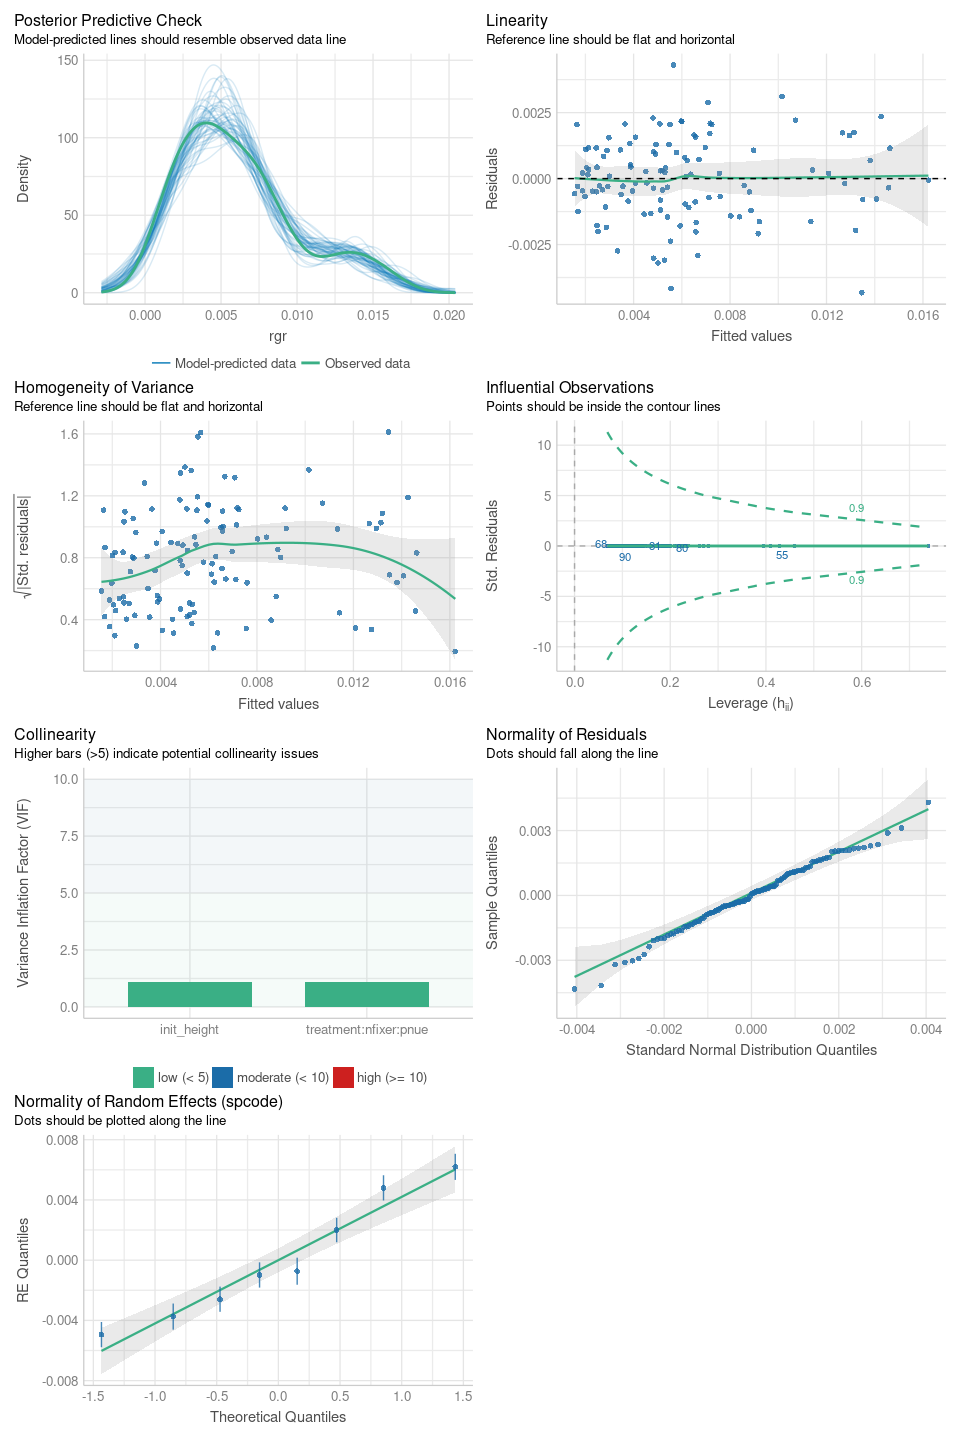 Posterior Predictive Check
Model-predicted lines should resemble observed data line
150
100
50
0
Density
0.000 0.005 0.010 0.015 0.020
rgr
Model-predicted data Observed data
Linearity
Reference line should be flat and horizontal
0.0025
0.0000
-0.0025
Residuals
0.004 0.008 0.012 0.016
Fitted values
Homogeneity of Variance
Reference line should be flat and horizontal
1.6
1.2
0.8
0.4
√|Std. residuals|
0.004 0.008 0.012 0.016
Fitted values
Influential Observations
Points should be inside the contour lines
10
5
0
-5
-10
Std. Residuals
0.9
68 90 55
0.9
0.0 0.2 0.4 0.6
Leverage (hii)
Collinearity
Higher bars (>5) indicate potential collinearity issues
10.0
7.5
5.0
2.5
0.0
Variance Inflation Factor (VIF)
init_height treatment:nfixer:pnue
low (< 5) moderate (< 10) high (>= 10)
Normality of Residuals
Dots should fall along the line
0.003
0.000
-0.003
Sample Quantiles
-0.004 -0.002 0.000 0.002 0.004
Standard Normal Distribution Quantiles
Normality of Random Effects (spcode)
Dots should be plotted along the line
0.008
0.004
0.000
-0.004
-0.008
RE Quantiles
-1.5 -1.0 -0.5 0.0 0.5 1.0 1.5
Theoretical Quantiles